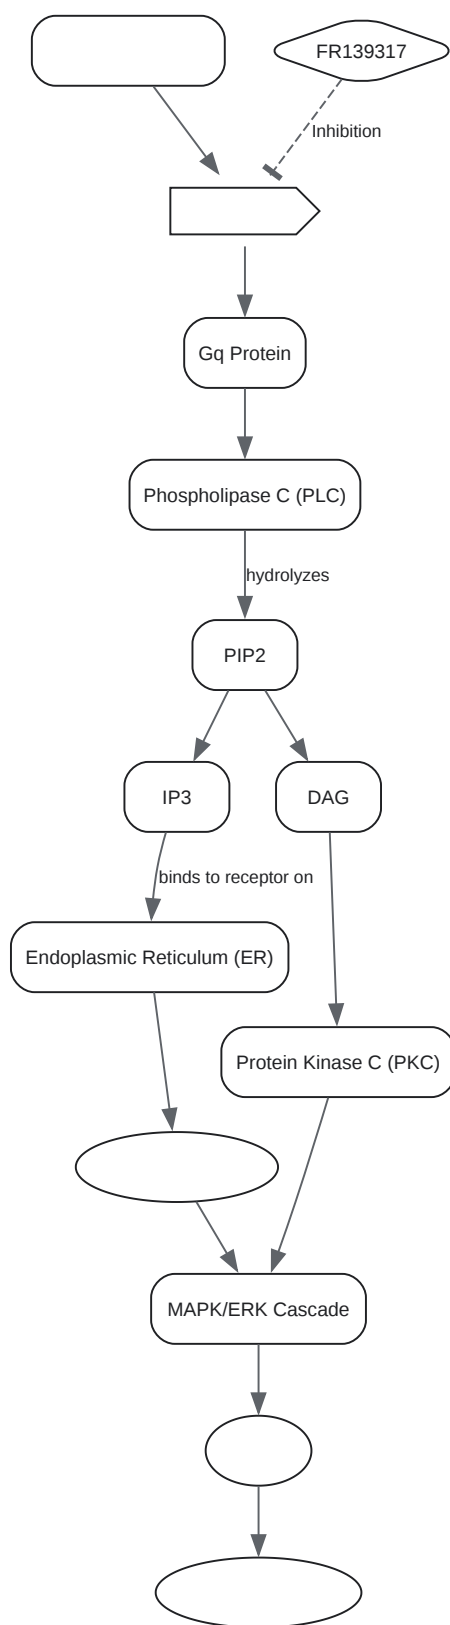 FR139317
Inhibition
Gq Protein
Phospholipase C (PLC)
hydrolyzes
PIP2
IP3
DAG
binds to receptor on
Endoplasmic Reticulum (ER)
Protein Kinase C (PKC)
MAPK/ERK Cascade